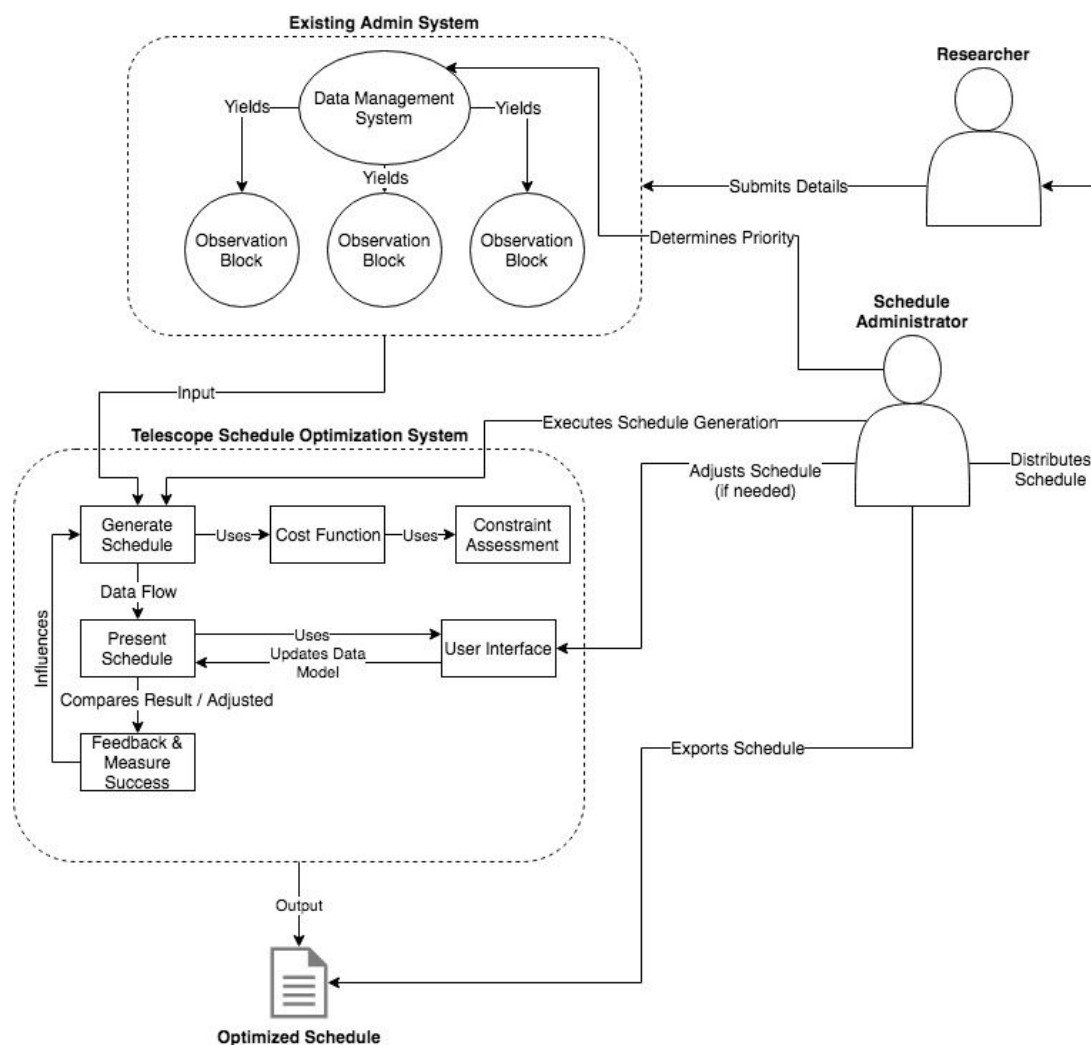 Existing Admin System
Researcher
Data Management
System
Yields
Yields
Yields
Observation
Block
Observation
Block
Observation
Block
Submits Details
Determines Priority
Schedule
Administrator
Input
Executes Schedule Generation
Telescope Schedule Optimization System
Adjusts Schedule
(if needed)
Distributes
Schedule
Generate
Schedule
Uses
Cost Function
Uses
Constraint
Assessment
Data Flow
Influences
Present
Schedule
Uses
Updates Data
Model
User Interface
Compares Result / Adjusted
Feedback &
Measure
Success
Exports Schedule
Output
Optimized Schedule